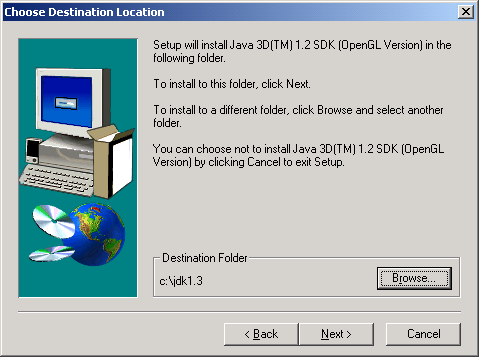 Choose Destination Location
Setup will install Java 3D(TM) 1.2 SDK (OpenGL Version) in the
following folder.
To install to this folder, click Next.
To install to a different folder, click Browse and select another
folder.
You can choose not to install Java 3D(TM) 1.2 SDK (OpenGL
Version) by clicking Cancel to exit Setup.
Destination Folder
c:\jdk1.3
Browse...
< Back
Next >
Cancel